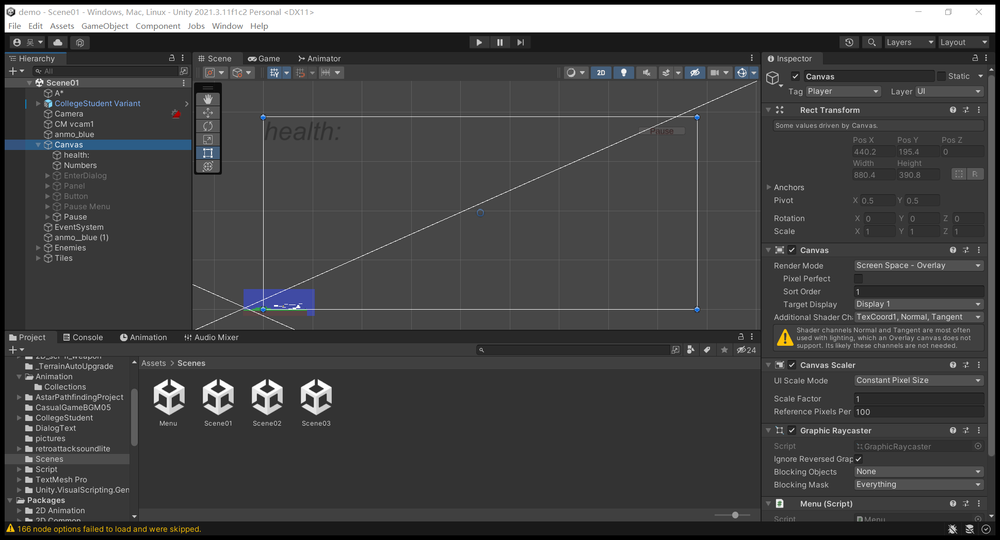 demo - Scene01 - Windows, Mac, Linux - Unity 2021.3.11f1c2 Personal <DX11>
File Edit Assets GameObject Component Jobs Window Help
吴
Layers Layout
Hierarchy
All
Scene01
A*
CollegeStudent Variant
Camera
CM vcam1
anmo_blue
Canvas
health:
Numbers
EnterDialog
Panel
Button
Pause Menu
Pause
EventSystem
anmo__blue (1)
Enemies
Tiles
Scene Game Animator
2D
health:
Pause
Inspector
Canvas Static
Tag Player Layer UI
Rect Transform
Some values driven by Canvas.
Pos X Pos Y Pos Z
440.2 195.4 0
Width Height
880.4 390.8 R
Anchors
Pivot X 0.5 Y 0.5
Rotation X 0 Y 0 Z 0
Scale X 1 Y 1 Z 1
Canvas
Render Mode Screen Space - Overlay
Pixel Perfect
Sort Order 1
Target Display Display 1
Additional Shader Ch TexCoord1, Normal, Tangent
Shader channels Normal and Tangent are most often
used with lighting, which an Overlay canvas does not
support. Its likely these channels are not needed.
Canvas Scaler
UI Scale Mode Constant Pixel Size
Scale Factor 1
Reference Pixels Per 100
Graphic Raycaster
Script GraphicRaycaster
Ignore Reversed Grap
Blocking Objects None
Blocking Mask Everything
Menu (Script)
Script Menu
Project Console Animation Audio Mixer
24
_TerrainAutoUpgrade
Animation
Collections
AstarPathfindingProject
CasualGameBGM05
CollegeStudent
DialogText
pictures
retroattacksoundlite
Scenes
Script
TextMesh Pro
Unity.VisualScripting.Gen
Packages
2D Animation
2D Common
Assets > Scenes
Menu Scene01 Scene02 Scene03
166 node options failed to load and were skipped.